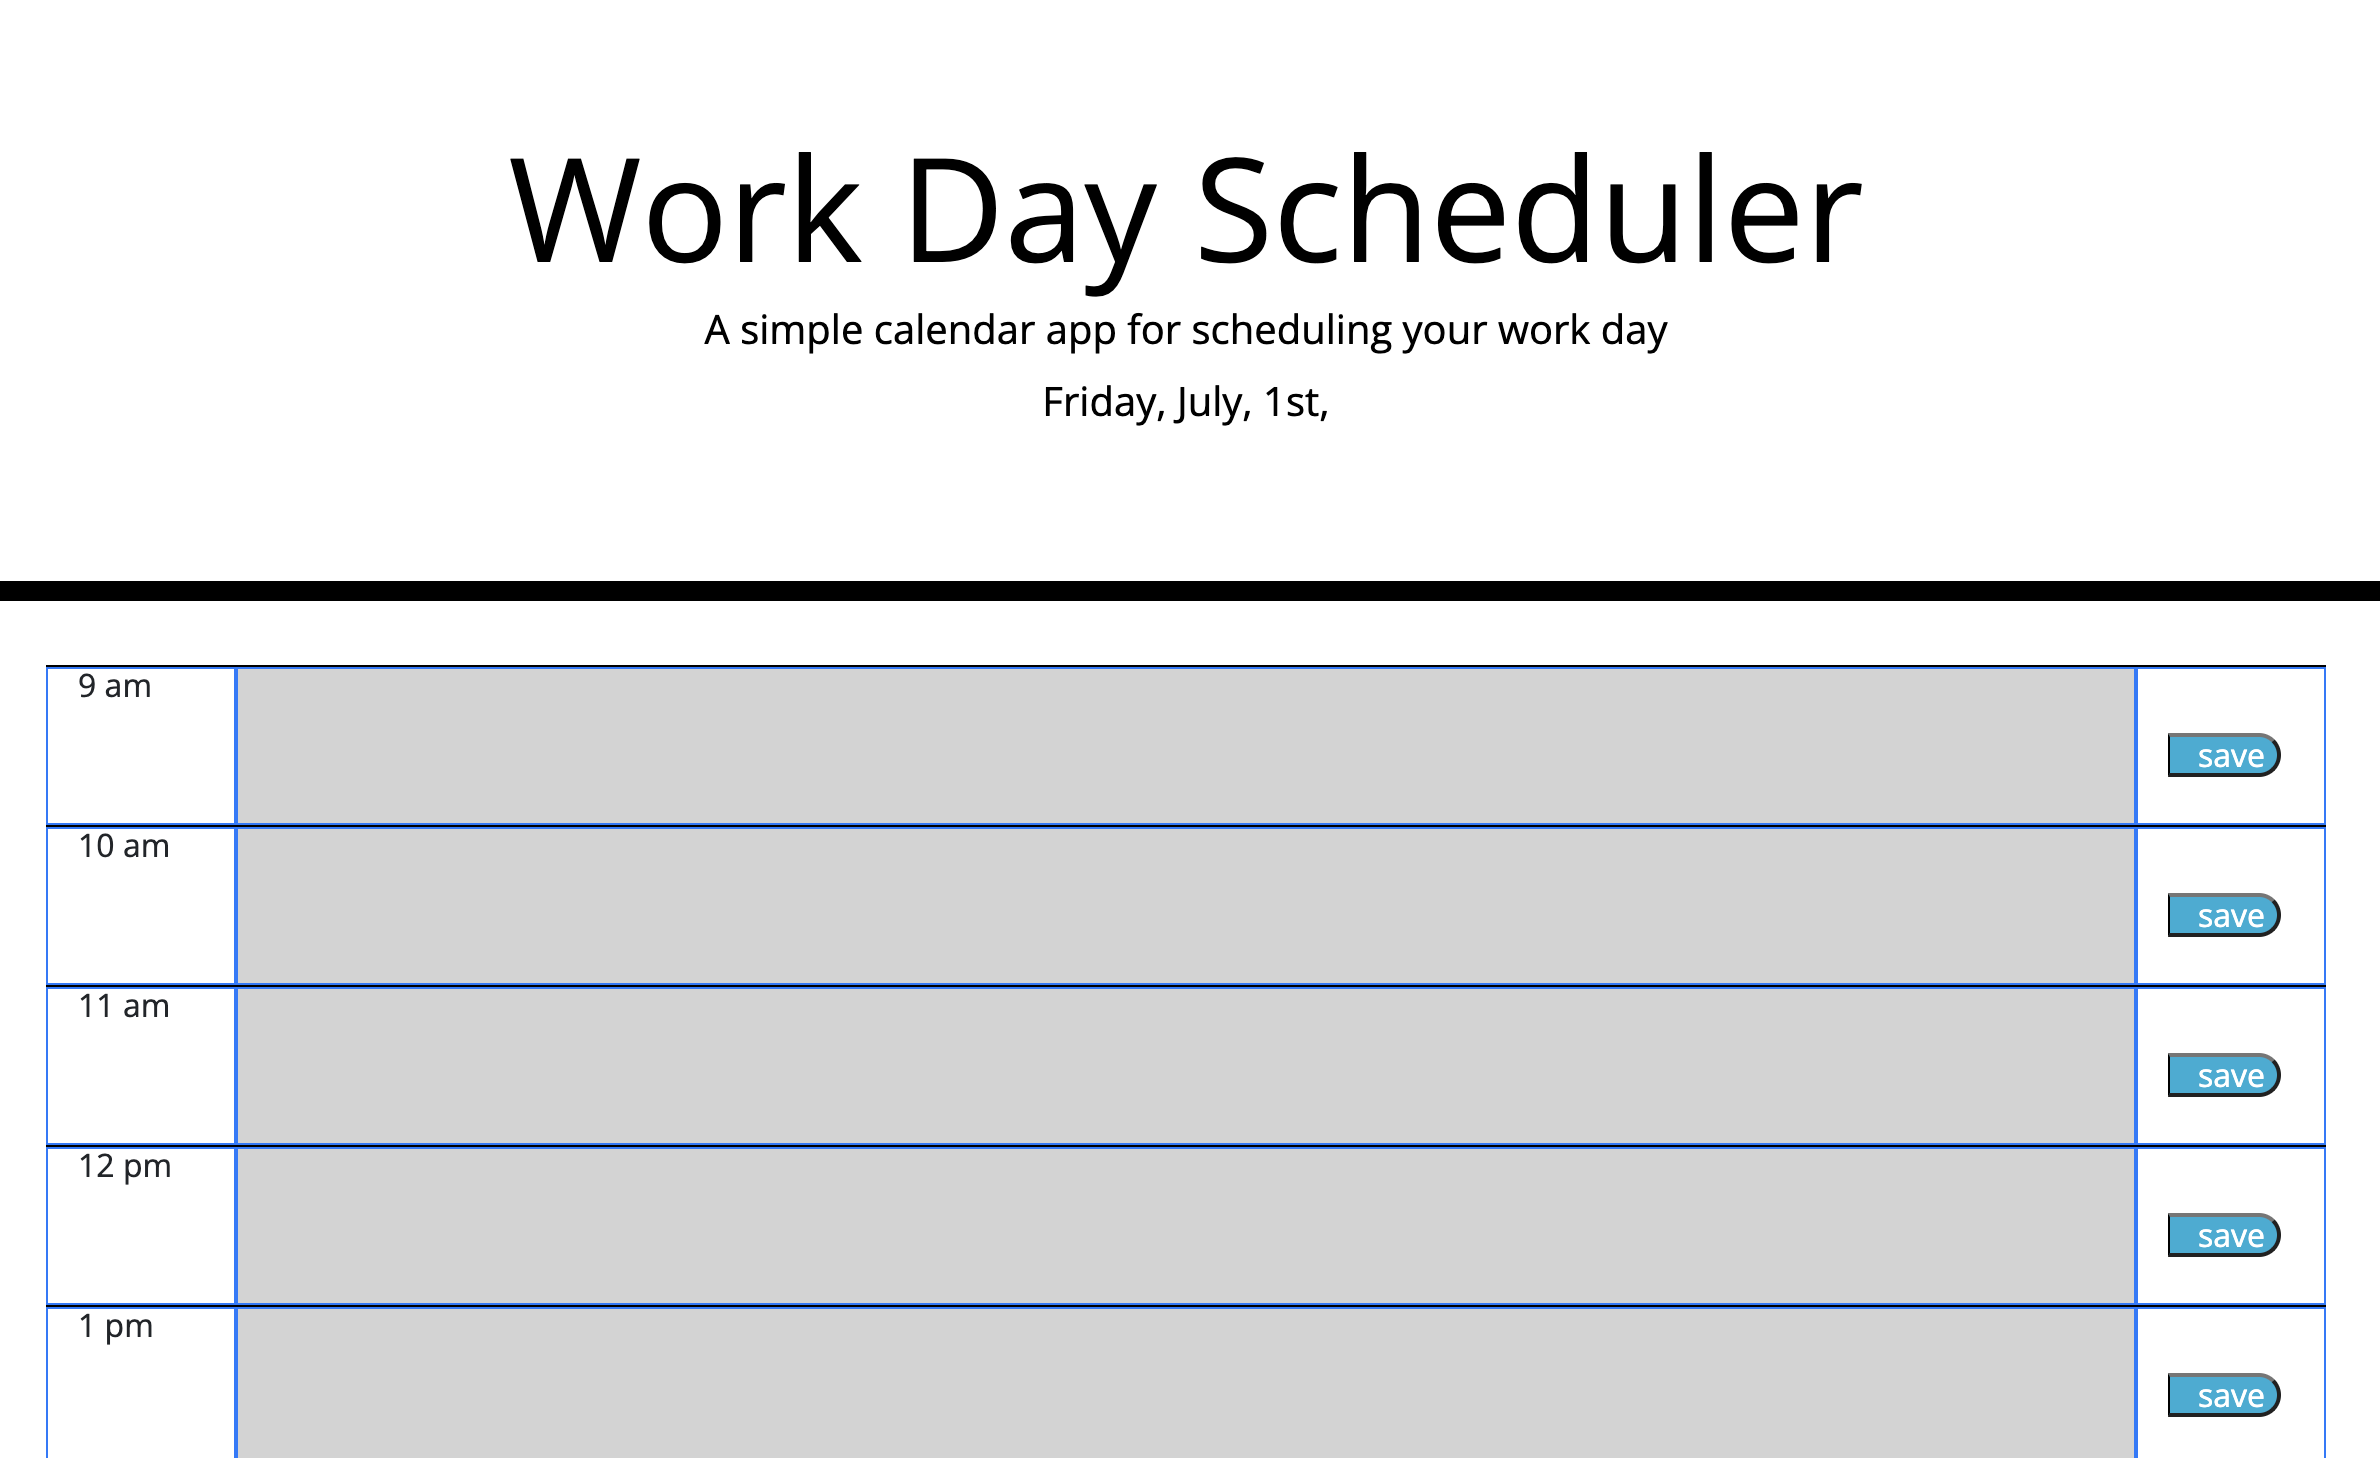 Work Day Scheduler
A simple calendar app for scheduling your work day
Friday, July, 1st,
9 am
save
10 am
save
11 am
save
12 pm
save
1 pm
save